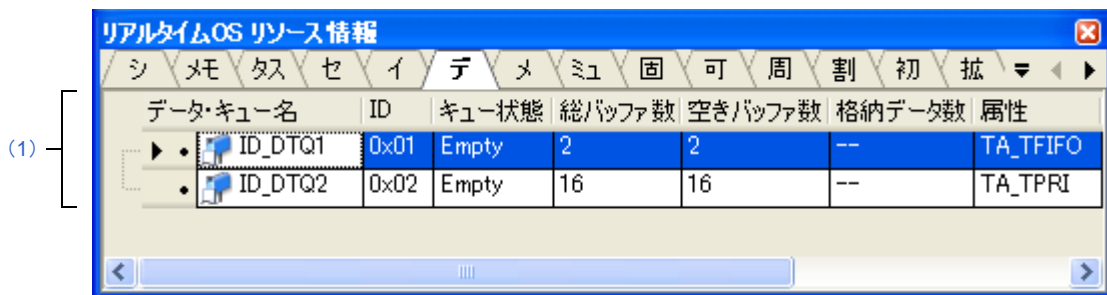 リアルタイムOS リソース情報
シ メモ タス セ イ デ メ ミュ 固 可 周 割 初 拡
データ・キュー名 ID キュー状態 総バッファ数 空きバッファ数 格納データ数 属性
(1) ID_DTQ1 0x01 Empty 2 2 -- TA_TFIFO
ID_DTQ2 0x02 Empty 16 16 -- TA_TPRI